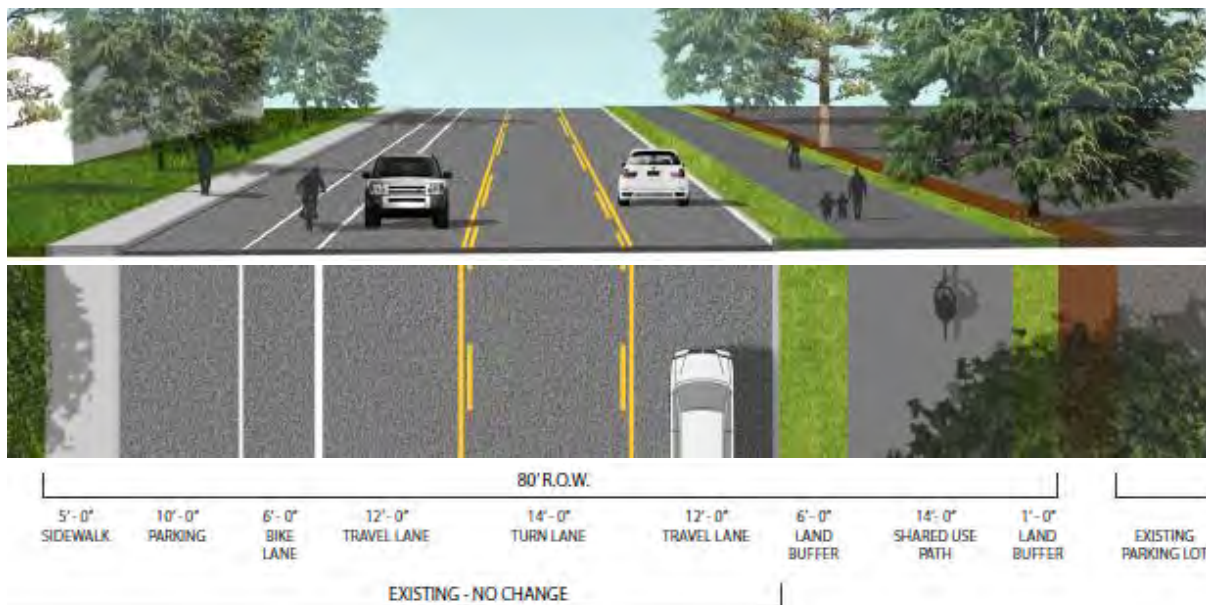 80' R.O.W.
5'- 0"
SIDEWALK
10'- 0"
PARKING
6'- 0"
BIKE
LANE
12'- 0"
TRAVEL LANE
14'- 0"
TURN LANE
12'- 0"
TRAVEL LANE
6'- 0"
LAND
BUFFER
14'- 0"
SHARED USE
PATH
1'- 0"
LAND
BUFFER
EXISTING
PARKING LOT
EXISTING - NO CHANGE